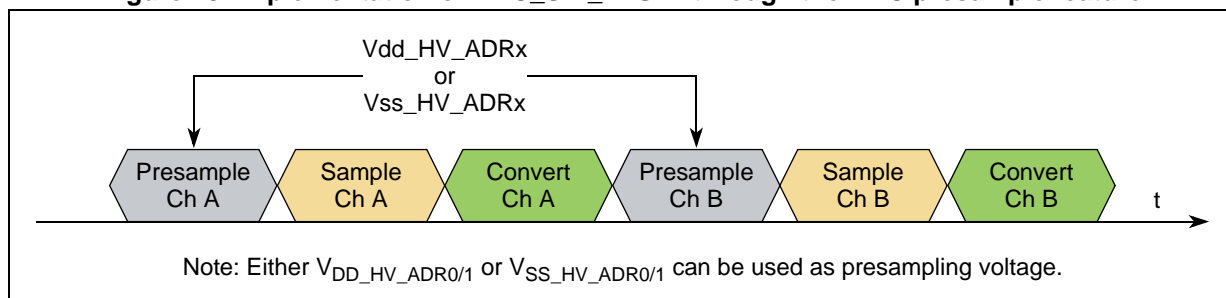 Vdd_HV_ADRx
or
Vss_HV_ADRx
Presample
Ch A
Sample
Ch A
Convert
Ch A
Presample
Ch B
Sample
Ch B
Convert
Ch B
t
Note: Either VDD_HV_ADR0/1 or VSS_HV_ADR0/1 can be used as presampling voltage.